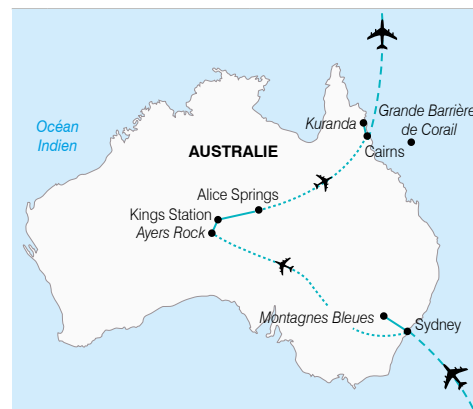 Océan
Indien
AUSTRALIE
Kuranda
Grande Barrière
de Corail
Cairns
Alice Springs
Kings Station
Ayers Rock
Montagnes Bleues
Sydney